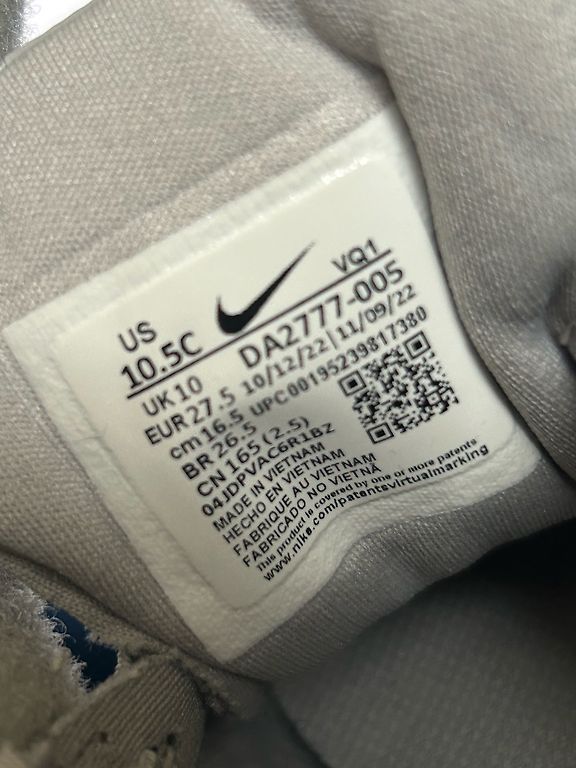 US
10.5C
VQ1
DA2777-005
UK 10
10/12/22 | 11/09/22
EUR 27.5
UPC 00195239817380
cm 16.5
BR 26.5
CN 165 (2.5)
04JDPVAC6R1BZ
MADE IN VIETNAM
HECHO EN VIETNAM
FABRIQUE AU VIETNAM
FABRICADO NO VIETNÃ
This product is covered by one or more patents
www.nike.com/patentsvirtualmarking